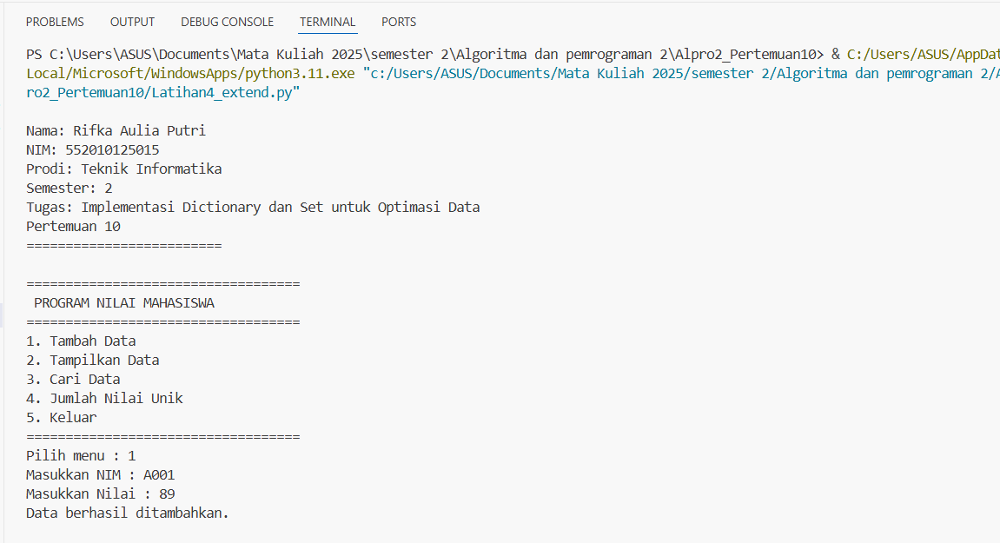 PROBLEMS OUTPUT DEBUG CONSOLE TERMINAL PORTS
PS C:\Users\ASUS\Documents\Mata Kuliah 2025\semester 2\Algoritma dan pemrograman 2\Alpro2_Pertemuan10> & C:/Users/ASUS/AppDat
Local/Microsoft/WindowsApps/python3.11.exe "c:/Users/ASUS/Documents/Mata Kuliah 2025/semester 2/Algoritma dan pemrograman 2/A
ro2_Pertemuan10/Latihan4_extend.py"
Nama: Rifka Aulia Putri
NIM: 552010125015
Prodi: Teknik Informatika
Semester: 2
Tugas: Implementasi Dictionary dan Set untuk Optimasi Data
Pertemuan 10
=========================
===================================
PROGRAM NILAI MAHASISWA
===================================
1. Tambah Data
2. Tampilkan Data
3. Cari Data
4. Jumlah Nilai Unik
5. Keluar
===================================
Pilih menu : 1
Masukkan NIM : A001
Masukkan Nilai : 89
Data berhasil ditambahkan.